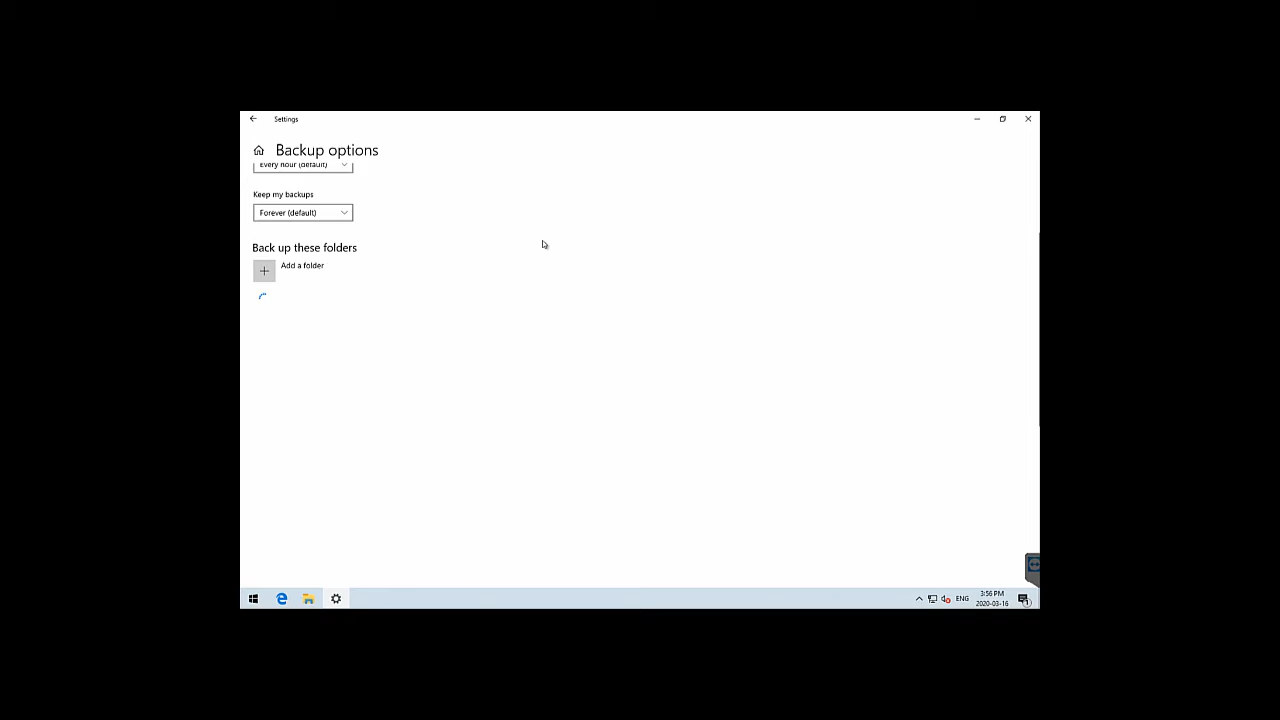 Settings
Backup options
Every hour (default)
Keep my backups
Forever (default)
Back up these folders
Add a folder
ENG
3:56 PM
2020-03-16
1